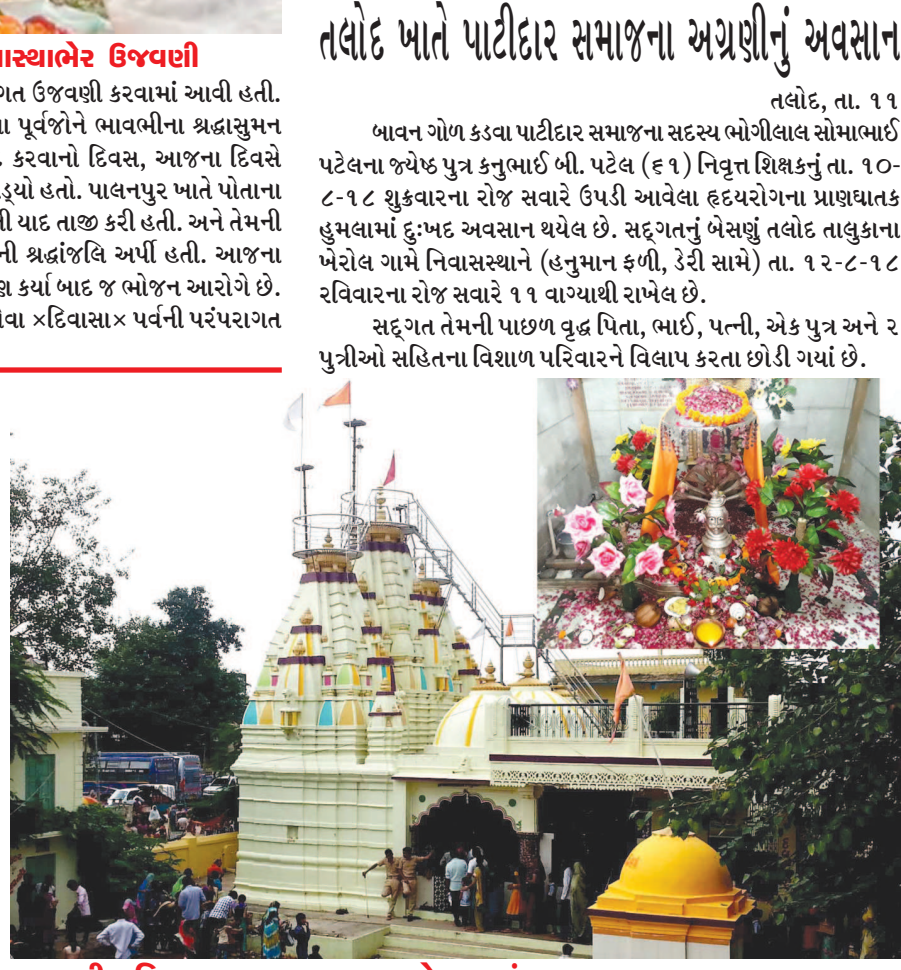 ઉજવણી
ઉજવણી કરવામાં આવી હતી.
પૂર્વજોને ભાવભીના શ્રદ્ધાસુમન
કરવાનો દિવસ, આજના દિવસે
હતો. પાલનપુર ખાતે પોતાના
યાદ તાજી કરી હતી. અને તેમની
શ્રદ્ધાંજલિ અર્પી હતી. આજના
કર્યા બાદ જ ભોજન આરોગે છે.
×દિવાસા× પર્વની પરંપરાગત
તલોદ ખાતે પાટીદાર સમાજના અગ્રણીનું અવસાન
તલોદ, તા. ૧૧
બાવન ગોળ કડવા પાટીદાર સમાજના સદસ્ય ભોગીલાલ સોમાભાઈ
પટેલના જ્યેષ્ઠ પુત્ર કનુભાઈ બી. પટેલ (૬૧) નિવૃત્ત શિક્ષકનું તા. ૧૦-
૮-૧૮ શુક્રવારના રોજ સવારે ઉપડી આવેલા હૃદયરોગના પ્રાણઘાતક
હુમલામાં દુઃખદ અવસાન થયેલ છે. સદ્‌ગતનું બેસણું તલોદ તાલુકાના
ખેરોલ ગામે નિવાસસ્થાને (હનુમાન ફળી, ડેરી સામે) તા. ૧૨-૮-૧૮
રવિવારના રોજ સવારે ૧૧ વાગ્યાથી રાખેલ છે.
સદ્‌ગત તેમની પાછળ વૃદ્ધ પિતા, ભાઈ, પત્ની, એક પુત્ર અને ૨
પુત્રીઓ સહિતના વિશાળ પરિવારને વિલાપ કરતા છોડી ગયાં છે.